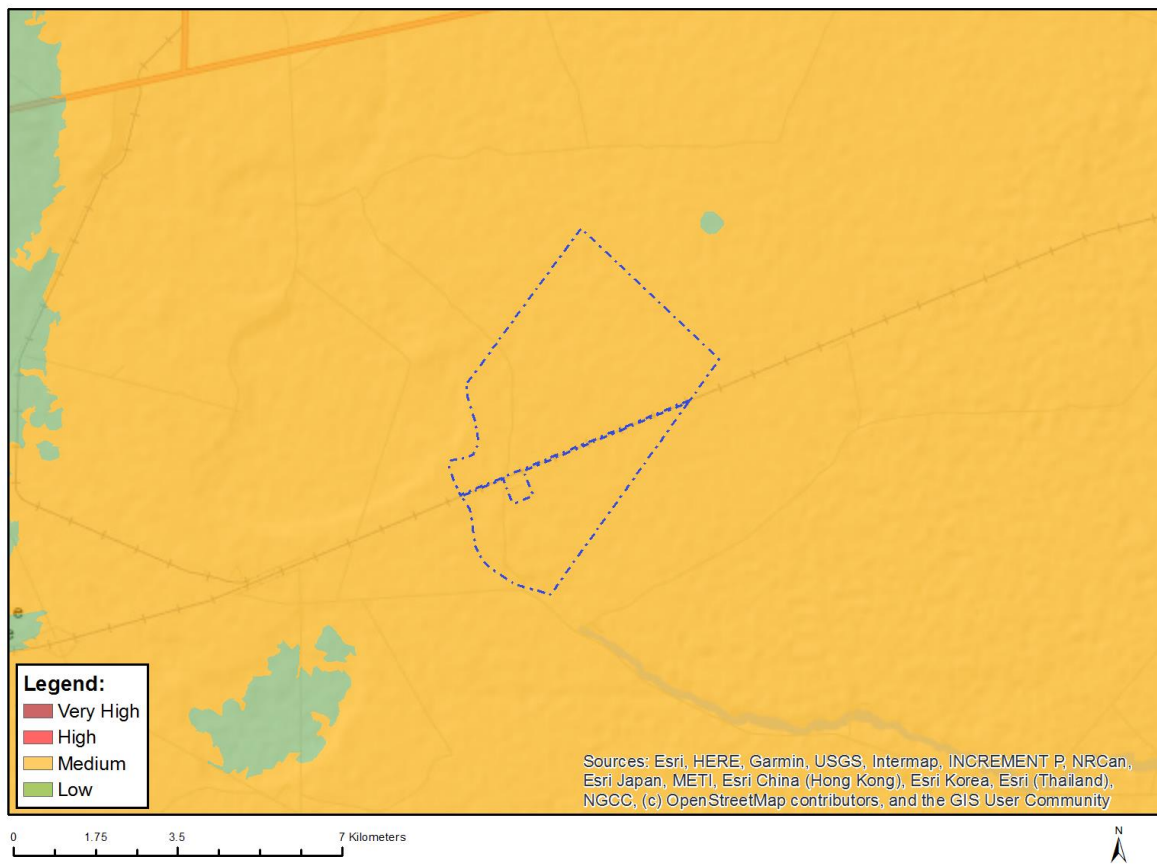 e
e
Legend:
Very High
High
Medium
Low
Sources: Esri, HERE, Garmin, USGS, Intermap, INCREMENT P, NRCan,
Esri Japan, METI, Esri China (Hong Kong), Esri Korea, Esri (Thailand),
NGCC, (c) OpenStreetMap contributors, and the GIS User Community
0 1.75 3.5 7 Kilometers
N